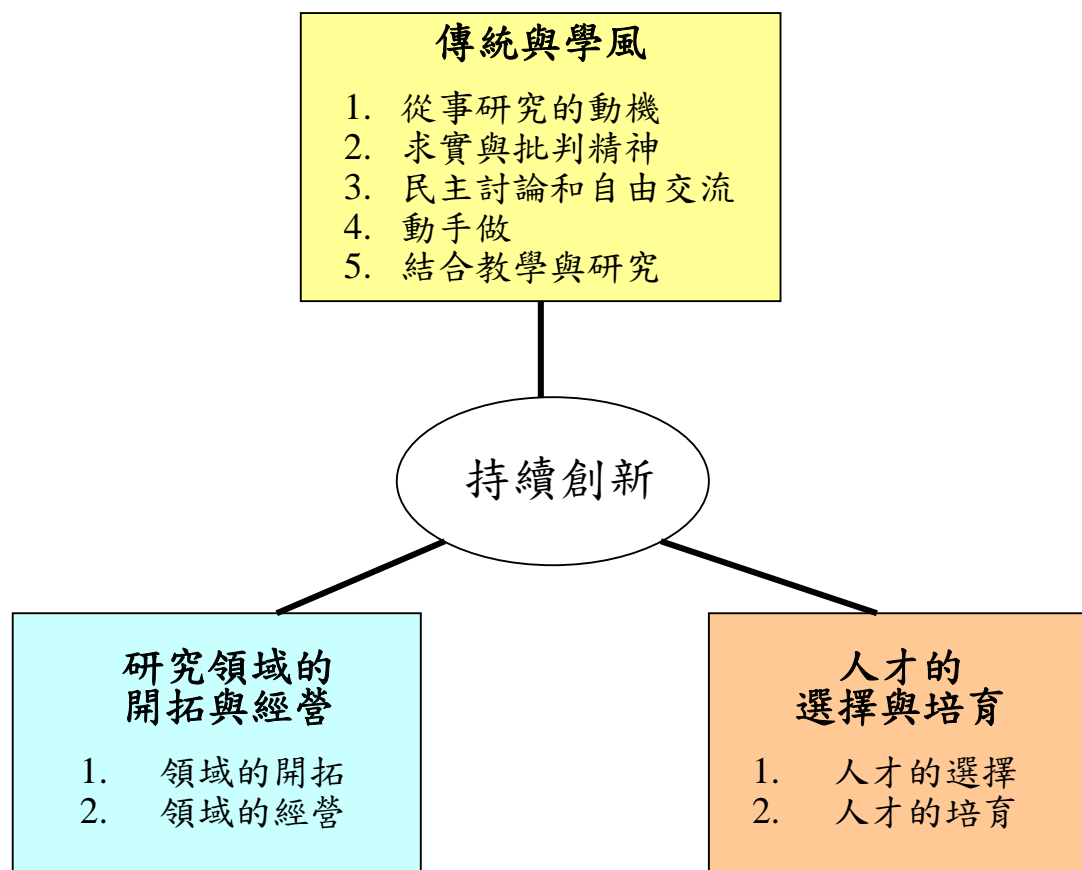 傳統與學風
1. 從事研究的動機
2. 求實與批判精神
3. 民主討論和自由交流
4. 動手做
5. 結合教學與研究
持續創新
研究領域的
開拓與經營
1. 領域的開拓
2. 領域的經營
人才的
選擇與培育
1. 人才的選擇
2. 人才的培育